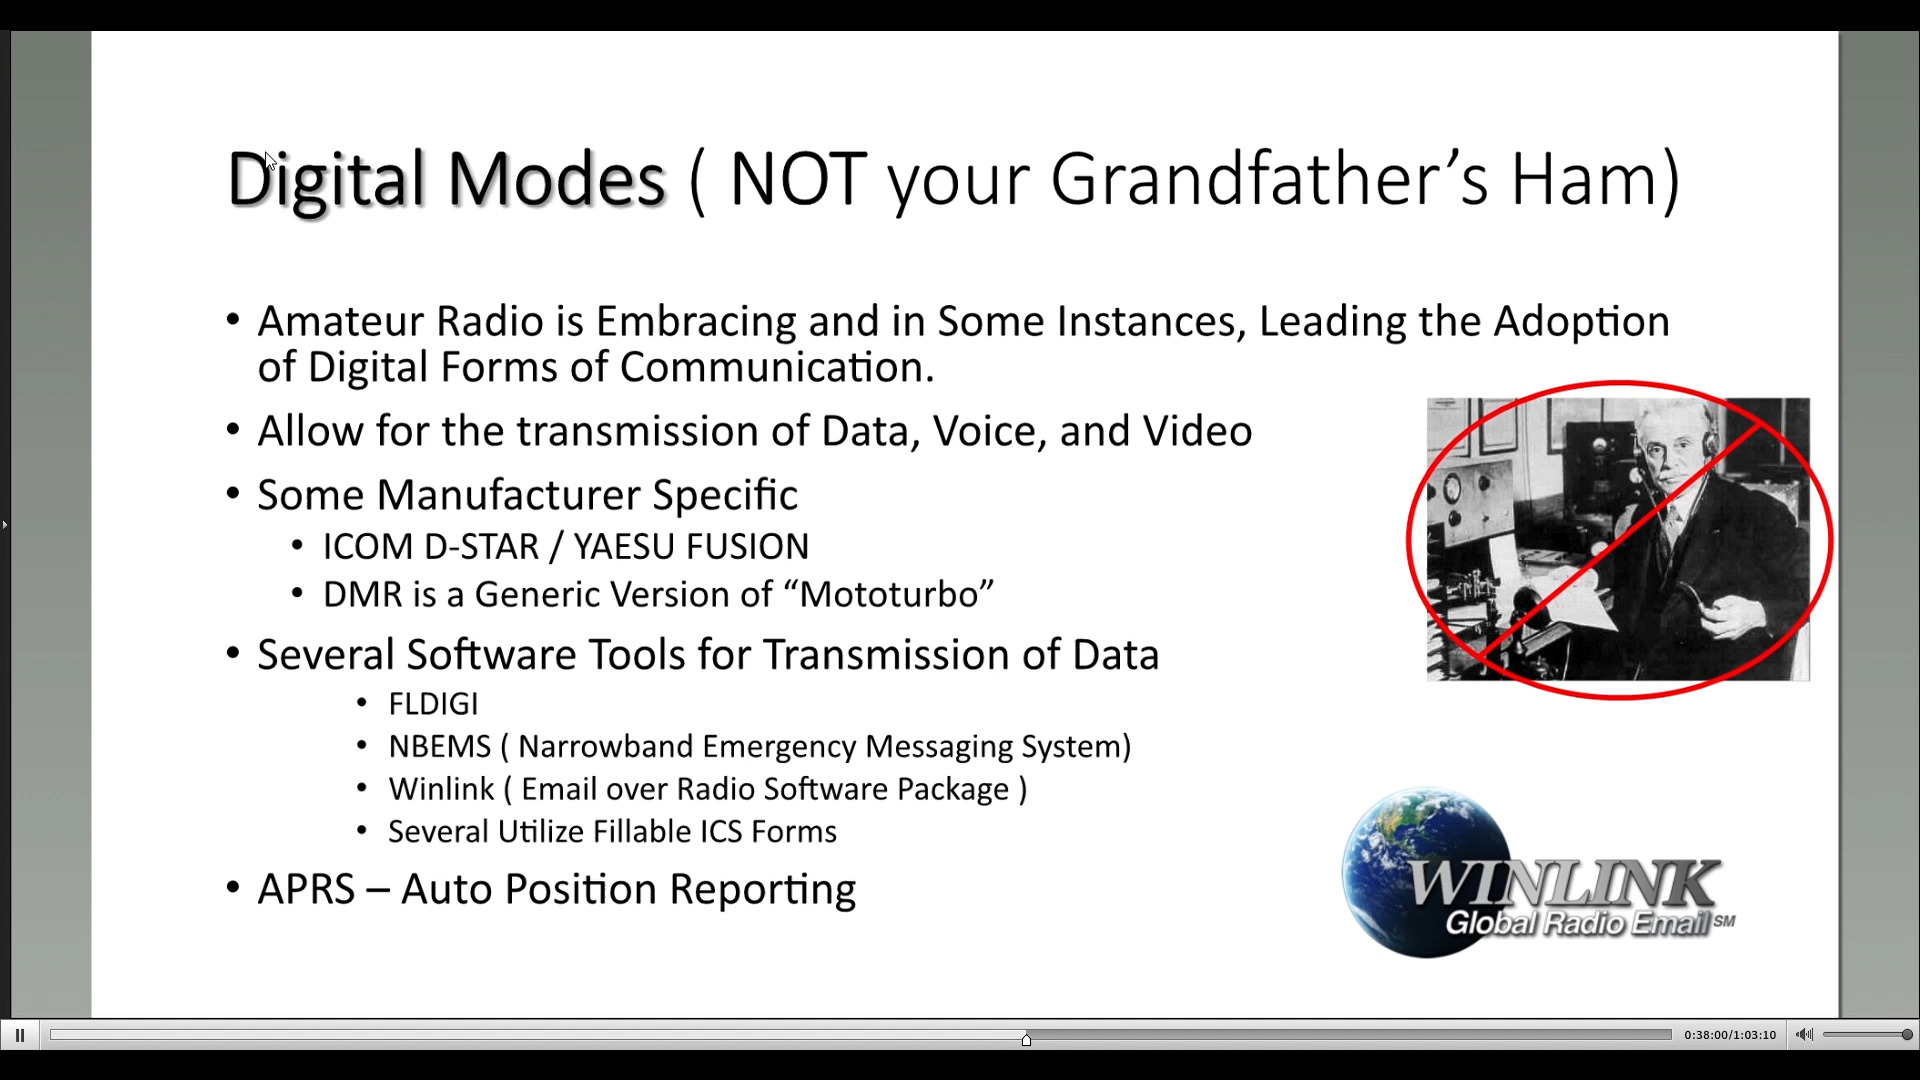 Digital Modes ( NOT your Grandfather’s Ham)
• Amateur Radio is Embracing and in Some Instances, Leading the Adoption
of Digital Forms of Communication.
• Allow for the transmission of Data, Voice, and Video
• Some Manufacturer Specific
• ICOM D-STAR / YAESU FUSION
• DMR is a Generic Version of “Mototurbo”
• Several Software Tools for Transmission of Data
• FLDIGI
• NBEMS ( Narrowband Emergency Messaging System)
• Winlink ( Email over Radio Software Package )
• Several Utilize Fillable ICS Forms
• APRS – Auto Position Reporting
WINLINK
Global Radio Email SM
0:38:00/1:03:10